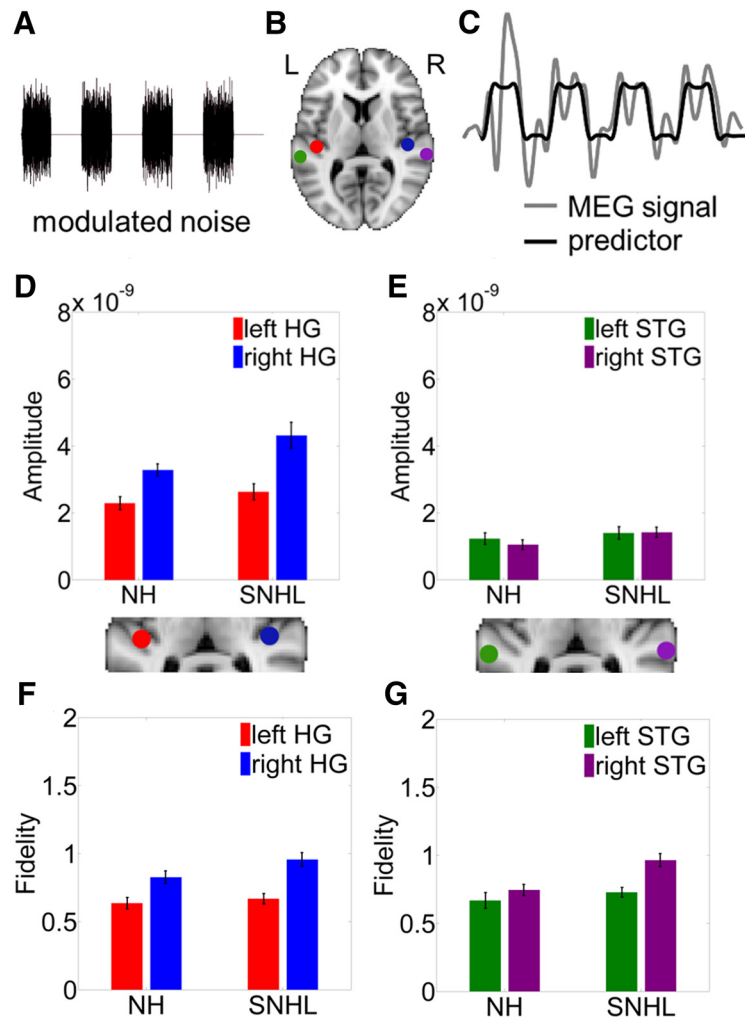 A
B
C
L
R
modulated noise
MEG signal
predictor
D
E
8x 10-9
left HG
right HG
6
4
2
0
Amplitude
NH
SNHL
8x 10-9
left STG
right STG
6
4
2
0
Amplitude
NH
SNHL
F
G
2
left HG
right HG
1.5
1
0.5
0
Fidelity
NH
SNHL
2
left STG
right STG
1.5
1
0.5
0
Fidelity
NH
SNHL